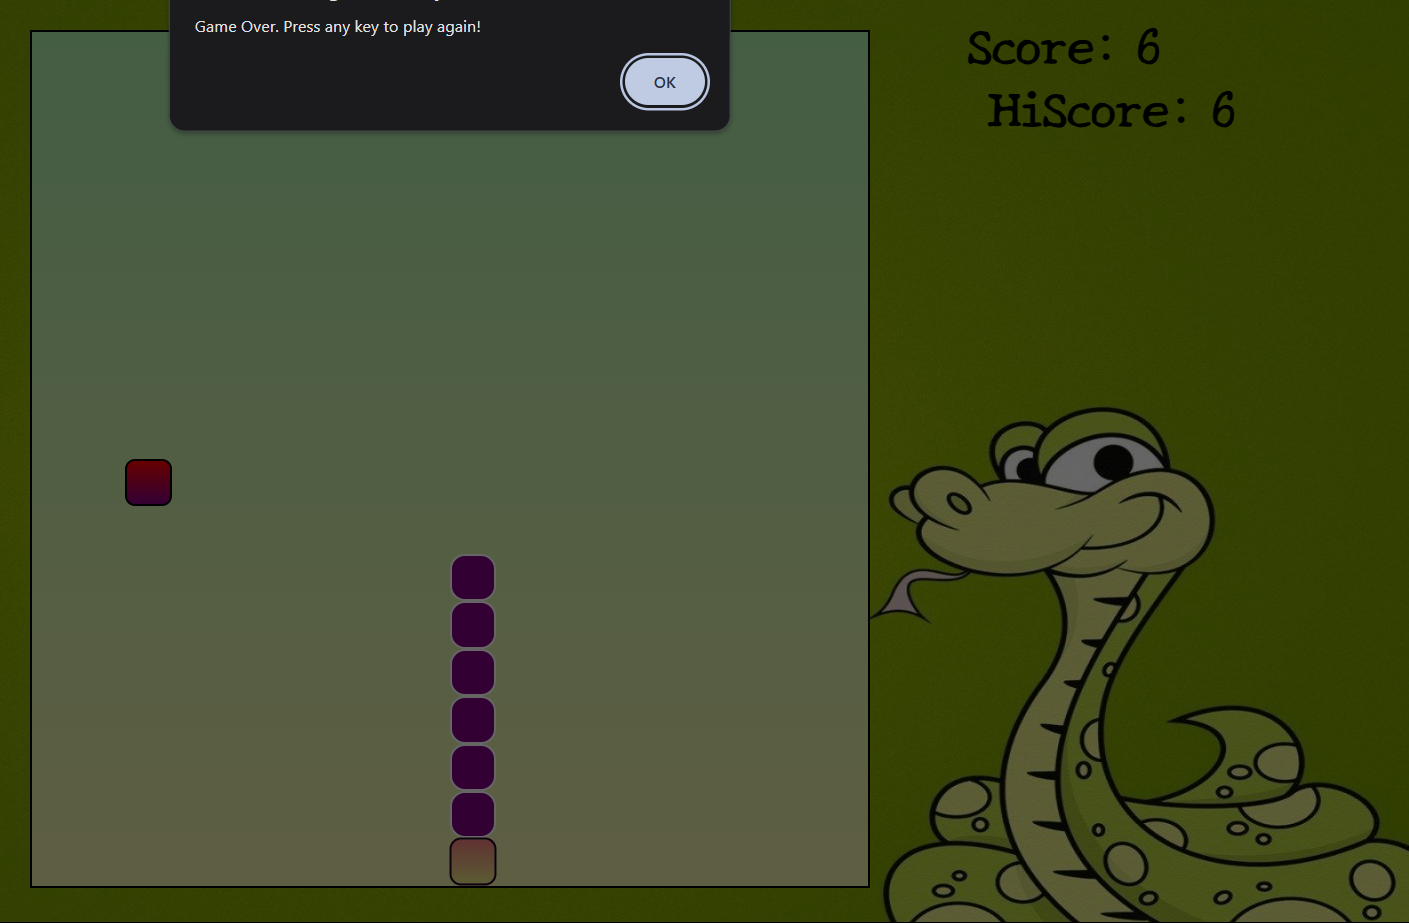 Game Over. Press any key to play again!
OK
Score: 6
HiScore: 6